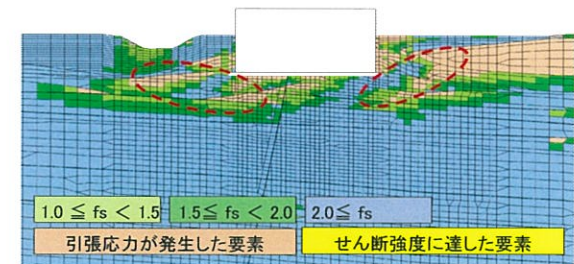 1.0 ≦ fs < 1.5 1.5≦ fs < 2.0 2.0≦ fs
引張応力が発生した要素 せん断強度に達した要素